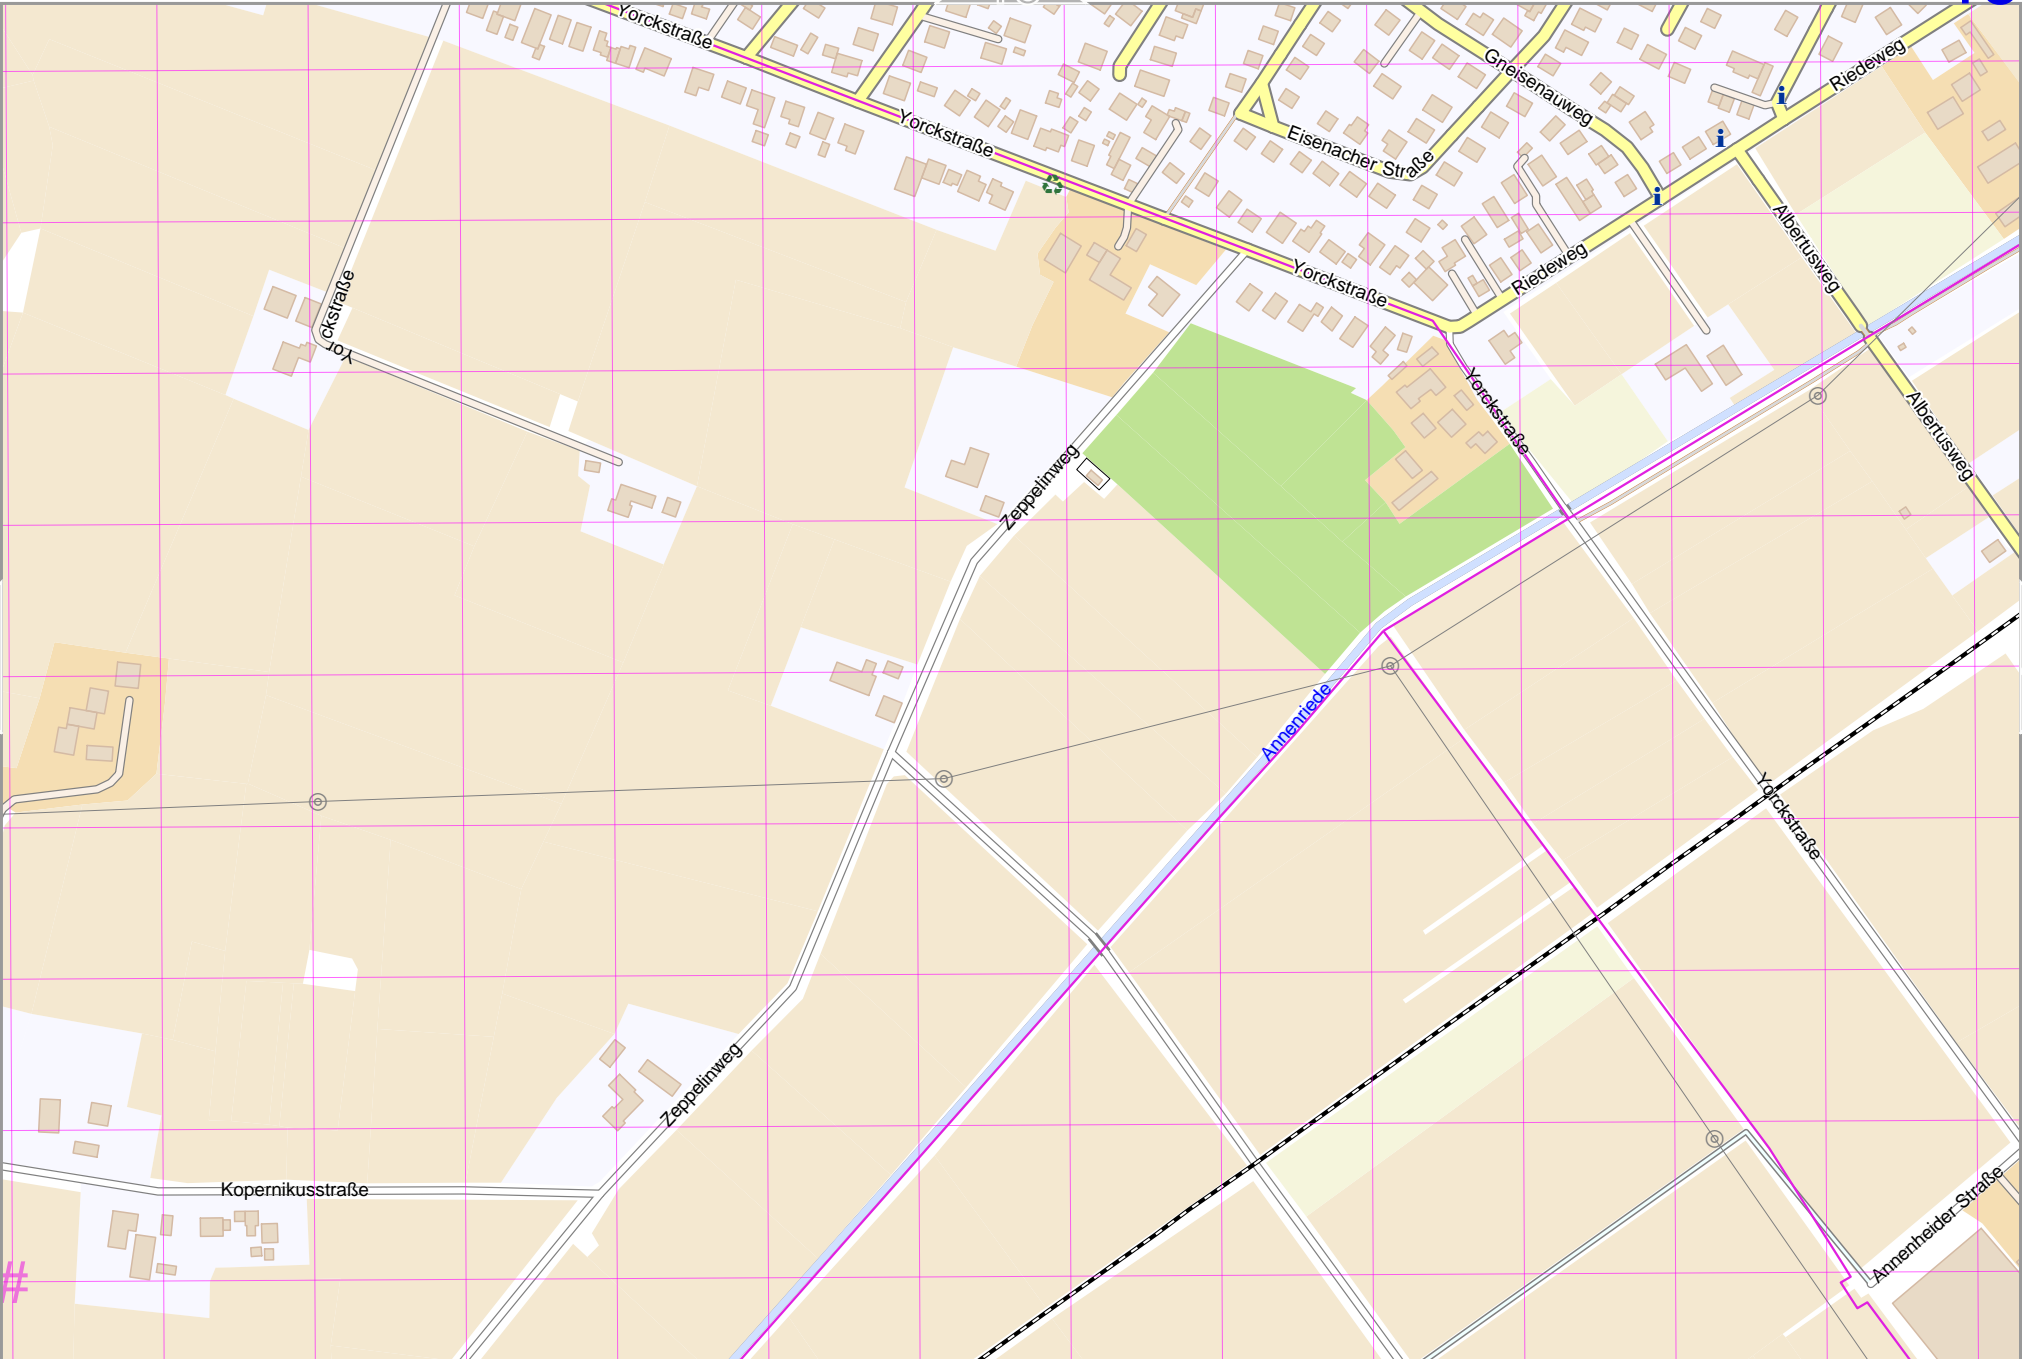 Yorckstraße
Gneisenauweg
Riedeweg
i
Yorckstraße
Eisenacher Straße
i
i
Albertusweg
Riedeweg
Yorckstraße
Yorckstraße
Yorckstraße
Albertusweg
Zeppelinweg
Annenriede
Yorckstraße
Zeppelinweg
Kopernikusstraße
Annenheider Straße
#